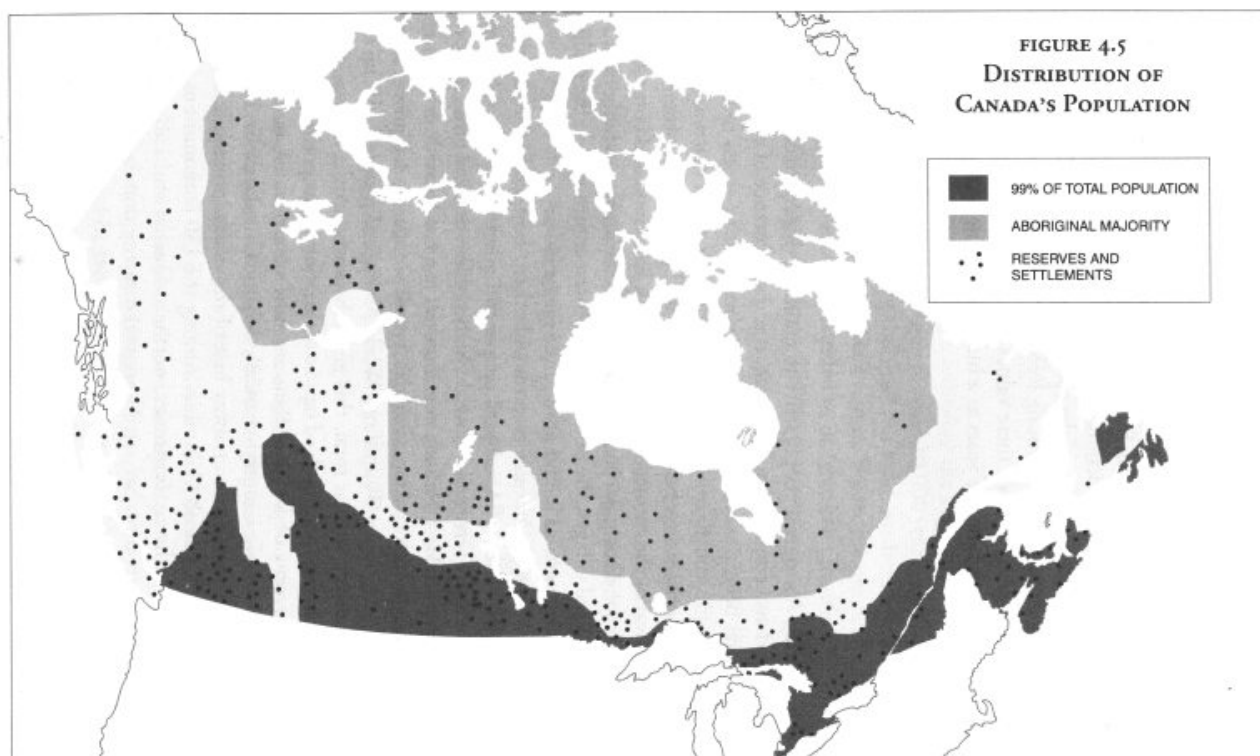 FIGURE 4.5
DISTRIBUTION OF
CANADA'S POPULATION
99% OF TOTAL POPULATION
ABORIGINAL MAJORITY
RESERVES AND
SETTLEMENTS